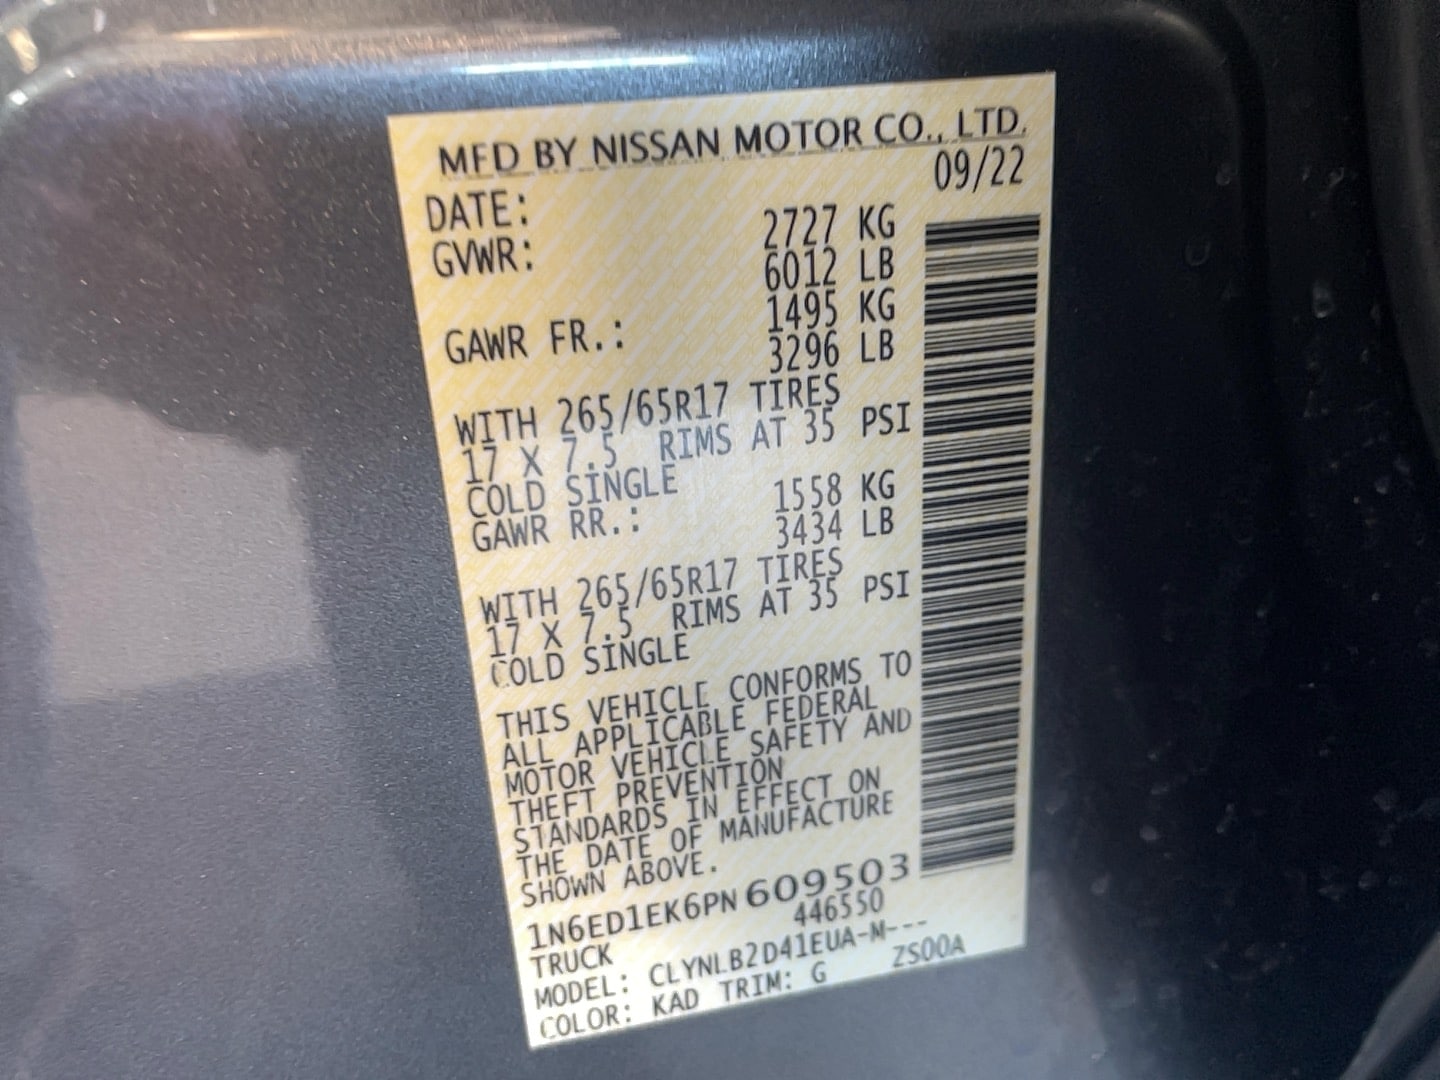 MFD BY NISSAN MOTOR CO., LTD.
DATE: 09/22
GVWR: 2727 KG
6012 LB
GAWR FR.: 1495 KG
3296 LB
WITH 265/65R17 TIRES
17 X 7.5 RIMS AT 35 PSI
COLD SINGLE
GAWR RR.: 1558 KG
3434 LB
WITH 265/65R17 TIRES
17 X 7.5 RIMS AT 35 PSI
COLD SINGLE
THIS VEHICLE CONFORMS TO
ALL APPLICABLE FEDERAL
MOTOR VEHICLE SAFETY AND
THEFT PREVENTION
STANDARDS IN EFFECT ON
THE DATE OF MANUFACTURE
SHOWN ABOVE.
1N6ED1EK6PN 609503
TRUCK 446550
MODEL: CLYNLB2D41EUA-M---
COLOR: KAD TRIM: G ZS00A